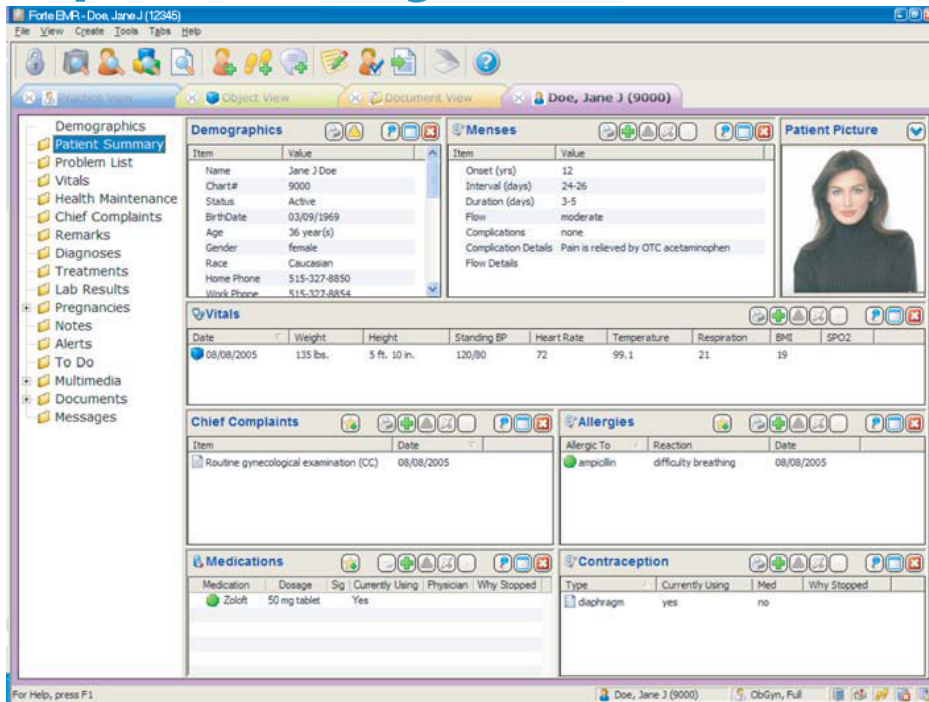 Forte EMR - Doe, Jane J (12345)
File View Create Tools Tabs Help
Practice View Object View Document View Doe, Jane J (9000)
Demographics
Patient Summary
Problem List
Vitals
Health Maintenance
Chief Complaints
Remarks
Diagnoses
Treatments
Lab Results
Pregnancies
Notes
Alerts
To Do
Multimedia
Documents
Messages
Demographics
Item Value
Name Jane J Doe
Chart# 9000
Status Active
BirthDate 03/09/1969
Age 36 year(s)
Gender female
Race Caucasian
Home Phone 515-327-8850
Work Phone 515-327-8854
Menses
Item Value
Onset (yrs) 12
Interval (days) 24-26
Duration (days) 3-5
Flow moderate
Complications none
Complication Details Pain is relieved by OTC acetaminophen
Flow Details
Patient Picture
Vitals
Date Weight Height Standing BP Heart Rate Temperature Respiration BMI SPO2
08/08/2005 135 lbs. 5 ft. 10 in. 120/80 72 99.1 21 19
Chief Complaints
Item Date
Routine gynecological examination (CC) 08/08/2005
Allergies
Allergic To Reaction Date
ampicillin difficulty breathing 08/08/2005
Medications
Medication Dosage Sig Currently Using Physician Why Stopped
Zoloft 50 mg tablet Yes
Contraception
Type Currently Using Med Why Stopped
diaphragm yes no
For Help, press F1 Doe, Jane J (9000) ObGyn, Full